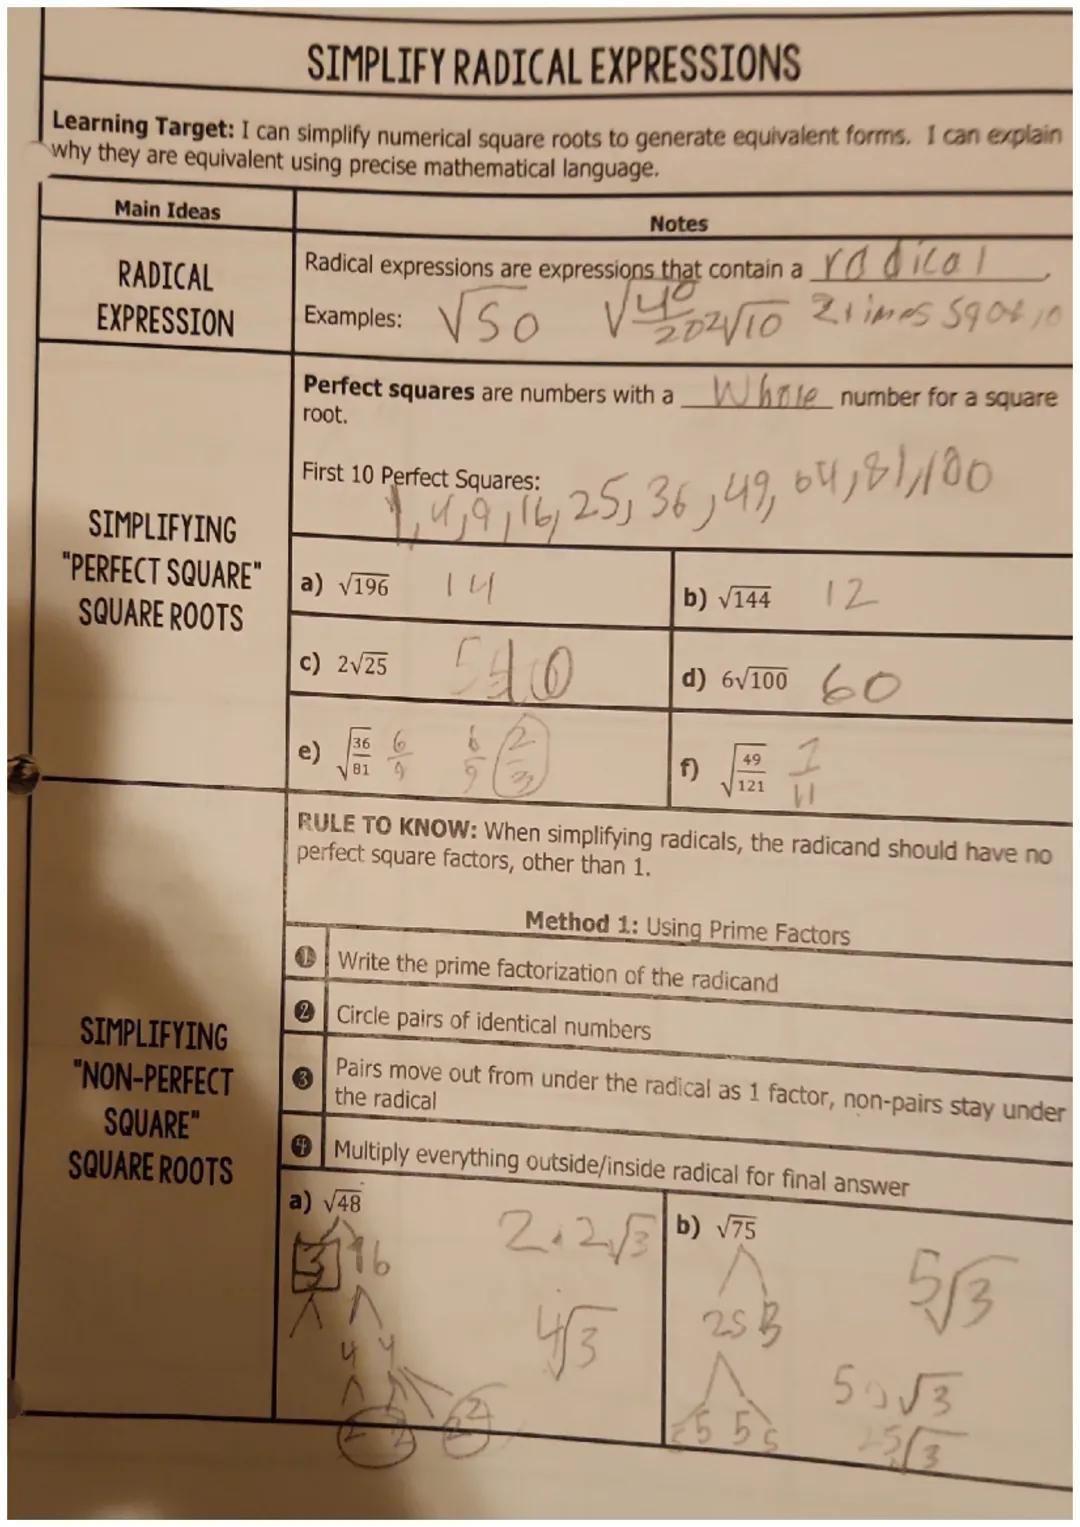 SIMPLIFY RADICAL EXPRESSIONS
Learning Target: I can simplify numerical square roots to generate equivalent forms. I can explain
why they are equivalent using precise mathematical language.
Main Ideas
Notes
RADICAL
EXPRESSION
Radical expressions are expressions that contain a radical.
Examples: √50 √40 2√10 2 times
SIMPLIFYING
"PERFECT SQUARE"
SQUARE ROOTS
Perfect squares are numbers with a Whole number for a square
root.
First 10 Perfect Squares:
1, 4, 9, 16, 25, 36, 49, 64, 81, 100
a) √196 14
b) √144 12
c) 2√25 10
d) 6√100 60
e) √36/81 6/9 6/9 2/3
f) √49/121 7/11
SIMPLIFYING
"NON-PERFECT
SQUARE"
SQUARE ROOTS
RULE TO KNOW: When simplifying radicals, the radicand should have no
perfect square factors, other than 1.
Method 1: Using Prime Factors
1 Write the prime factorization of the radicand
2 Circle pairs of identical numbers
3 Pairs move out from under the radical as 1 factor, non-pairs stay under
the radical
4 Multiply everything outside/inside radical for final answer
a) √48 2·2√3
3 16
4√3
4 4
2 2 2 2
b) √75
5√3
25 3
5 √3
5 5
5√3